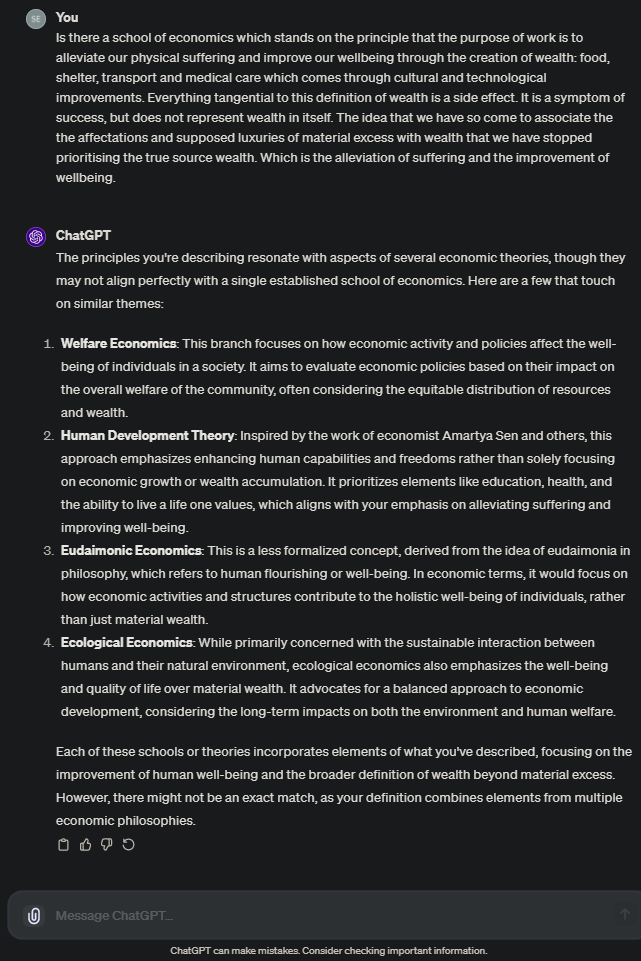 SE
You
Is there a school of economics which stands on the principle that the purpose of work is to
alleviate our physical suffering and improve our wellbeing through the creation of wealth: food,
shelter, transport and medical care which comes through cultural and technological
improvements. Everything tangential to this definition of wealth is a side effect. It is a symptom of
success, but does not represent wealth in itself. The idea that we have so come to associate the
the affectations and supposed luxuries of material excess with wealth that we have stopped
prioritising the true source wealth. Which is the alleviation of suffering and the improvement of
wellbeing.
ChatGPT
The principles you're describing resonate with aspects of several economic theories, though they
may not align perfectly with a single established school of economics. Here are a few that touch
on similar themes:
1. Welfare Economics: This branch focuses on how economic activity and policies affect the well-
being of individuals in a society. It aims to evaluate economic policies based on their impact on
the overall welfare of the community, often considering the equitable distribution of resources
and wealth.
2. Human Development Theory: Inspired by the work of economist Amartya Sen and others, this
approach emphasizes enhancing human capabilities and freedoms rather than solely focusing
on economic growth or wealth accumulation. It prioritizes elements like education, health, and
the ability to live a life one values, which aligns with your emphasis on alleviating suffering and
improving well-being.
3. Eudaimonic Economics: This is a less formalized concept, derived from the idea of eudaimonia in
philosophy, which refers to human flourishing or well-being. In economic terms, it would focus on
how economic activities and structures contribute to the holistic well-being of individuals, rather
than just material wealth.
4. Ecological Economics: While primarily concerned with the sustainable interaction between
humans and their natural environment, ecological economics also emphasizes the well-being
and quality of life over material wealth. It advocates for a balanced approach to economic
development, considering the long-term impacts on both the environment and human welfare.
Each of these schools or theories incorporates elements of what you've described, focusing on the
improvement of human well-being and the broader definition of wealth beyond material excess.
However, there might not be an exact match, as your definition combines elements from multiple
economic philosophies.
Message ChatGPT...
ChatGPT can make mistakes. Consider checking important information.